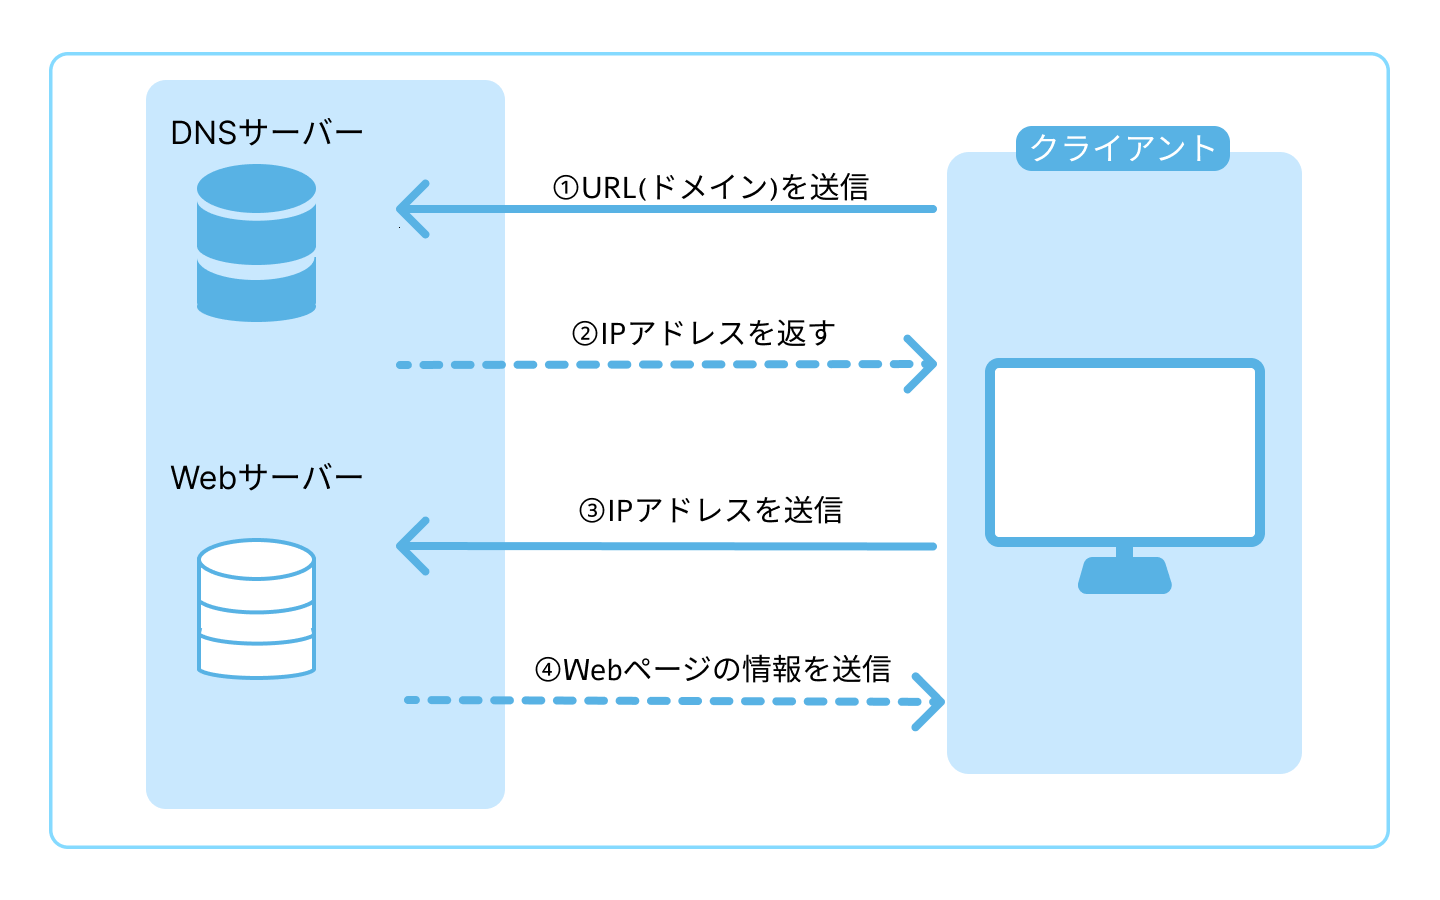 DNSサーバー
クライアント
①URL(ドメイン)を送信
②IPアドレスを返す
Webサーバー
③IPアドレスを送信
④Webページの情報を送信